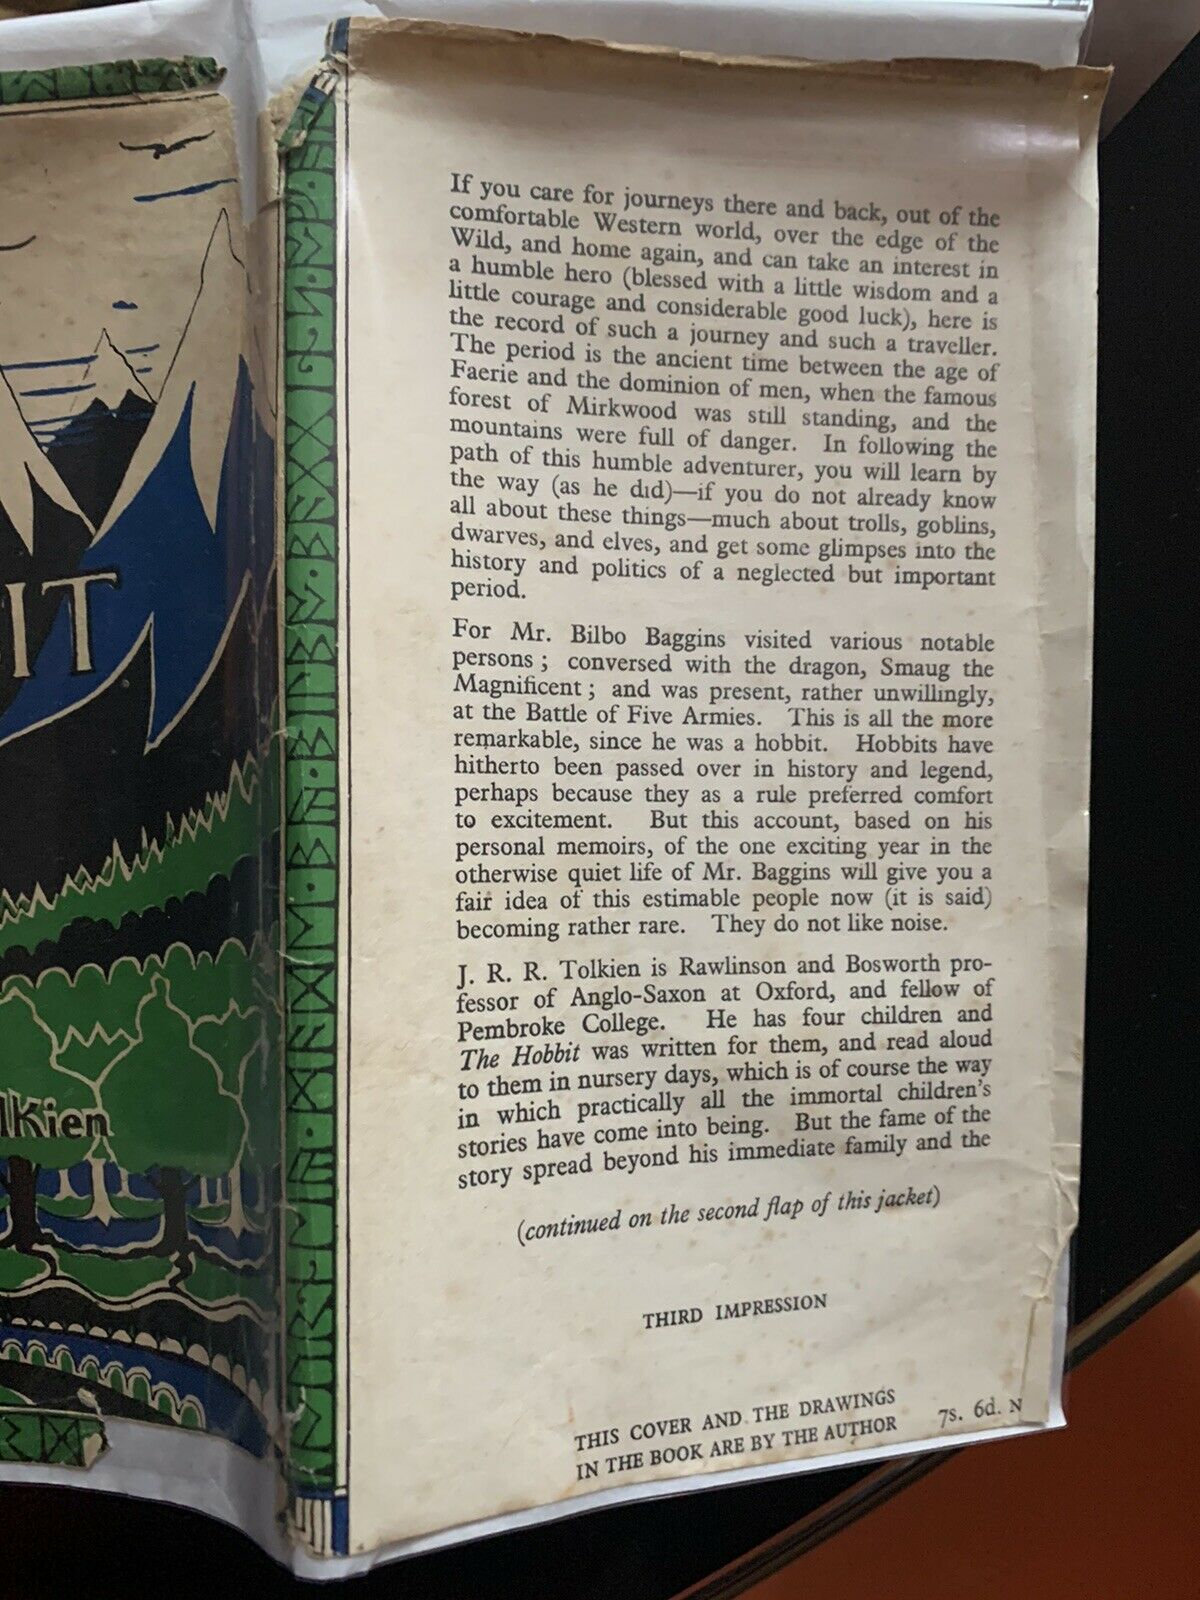 If you care for journeys there and back, out of the
comfortable Western world, over the edge of the
Wild, and home again, and can take an interest in
a humble hero (blessed with a little wisdom and a
little courage and considerable good luck), here is
the record of such a journey and such a traveller.
The period is the ancient time between the age of
Faerie and the dominion of men, when the famous
forest of Mirkwood was still standing, and the
mountains were full of danger. In following the
path of this humble adventurer, you will learn by
the way (as he did)—if you do not already know
all about these things—much about trolls, goblins,
dwarves, and elves, and get some glimpses into the
history and politics of a neglected but important
period.
For Mr. Bilbo Baggins visited various notable
persons ; conversed with the dragon, Smaug the
Magnificent ; and was present, rather unwillingly,
at the Battle of Five Armies. This is all the more
remarkable, since he was a hobbit. Hobbits have
hitherto been passed over in history and legend,
perhaps because they as a rule preferred comfort
to excitement. But this account, based on his
personal memoirs, of the one exciting year in the
otherwise quiet life of Mr. Baggins will give you a
fair idea of this estimable people now (it is said)
becoming rather rare. They do not like noise.
J. R. R. Tolkien is Rawlinson and Bosworth pro-
fessor of Anglo-Saxon at Oxford, and fellow of
Pembroke College. He has four children and
The Hobbit was written for them, and read aloud
to them in nursery days, which is of course the way
in which practically all the immortal children's
stories have come into being. But the fame of the
story spread beyond his immediate family and the
(continued on the second flap of this jacket)
THIRD IMPRESSION
THIS COVER AND THE DRAWINGS
IN THE BOOK ARE BY THE AUTHOR
7s. 6d. N
IT
lKien